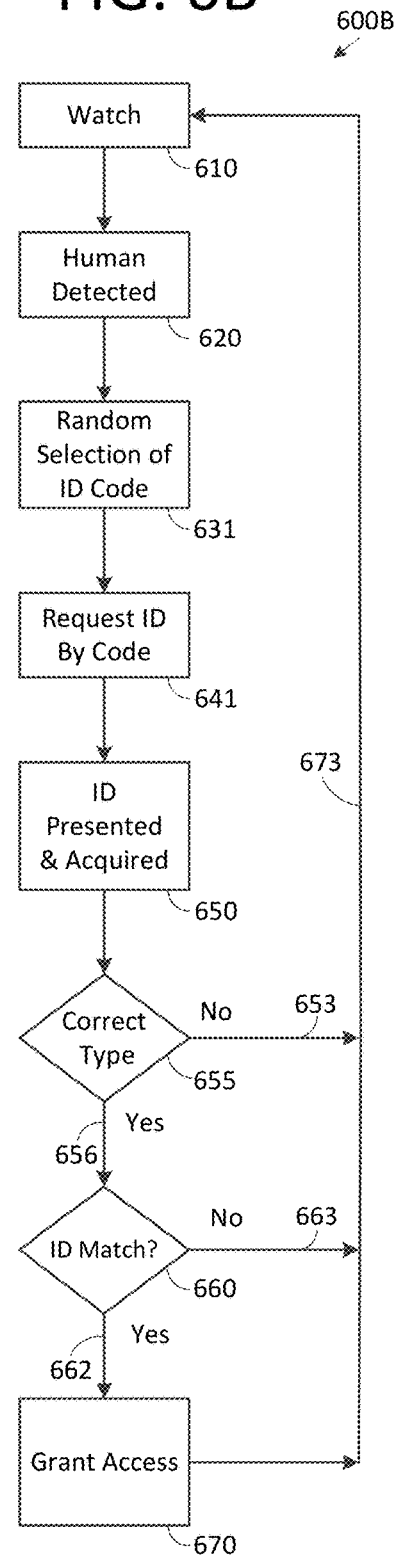 FIG. 6B
600B
Watch
610
Human
Detected
620
Random
Selection of
ID Code
631
Request ID
By Code
641
673
ID
Presented
& Acquired
650
Correct
Type
No
653
655
Yes
656
ID Match?
No
663
660
Yes
662
Grant Access
670